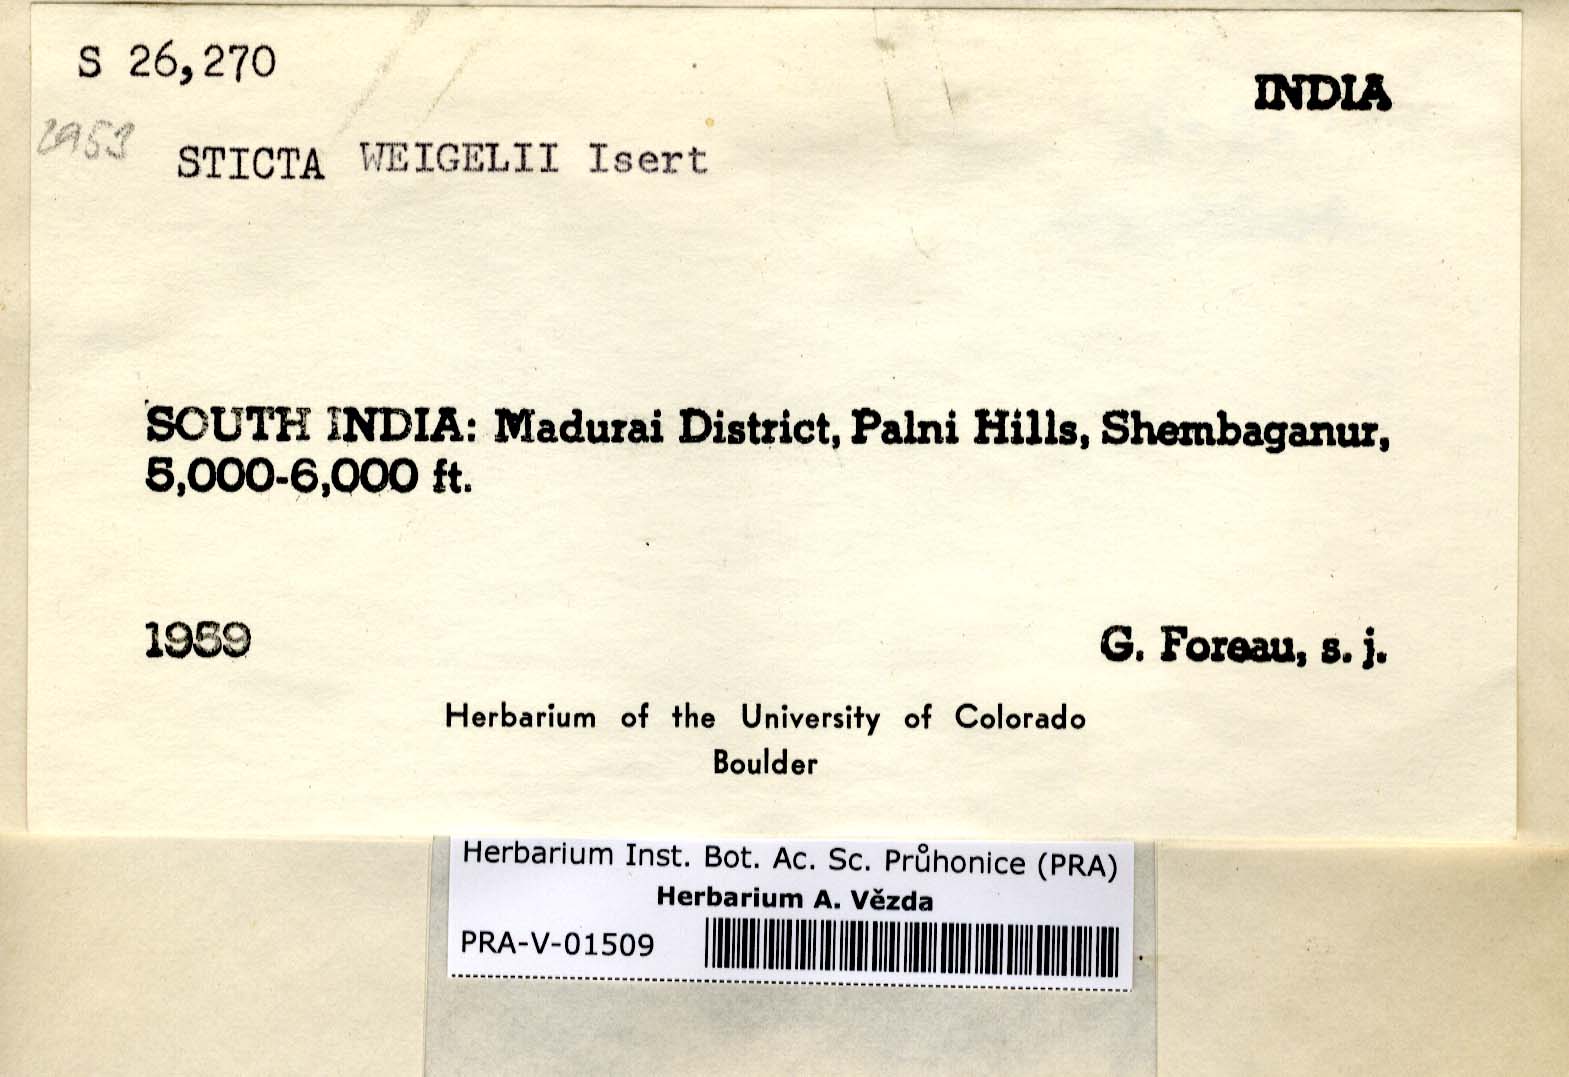 S 26,270
INDIA
2953
STICTA WEIGELII Isert
SOUTH INDIA: Madurai District, Palni Hills, Shembaganur,
5,000-6,000 ft.
1959
G. Foreau, s. j.
Herbarium of the University of Colorado
Boulder
Herbarium Inst. Bot. Ac. Sc. Průhonice (PRA)
Herbarium A. Vězda
PRA-V-01509